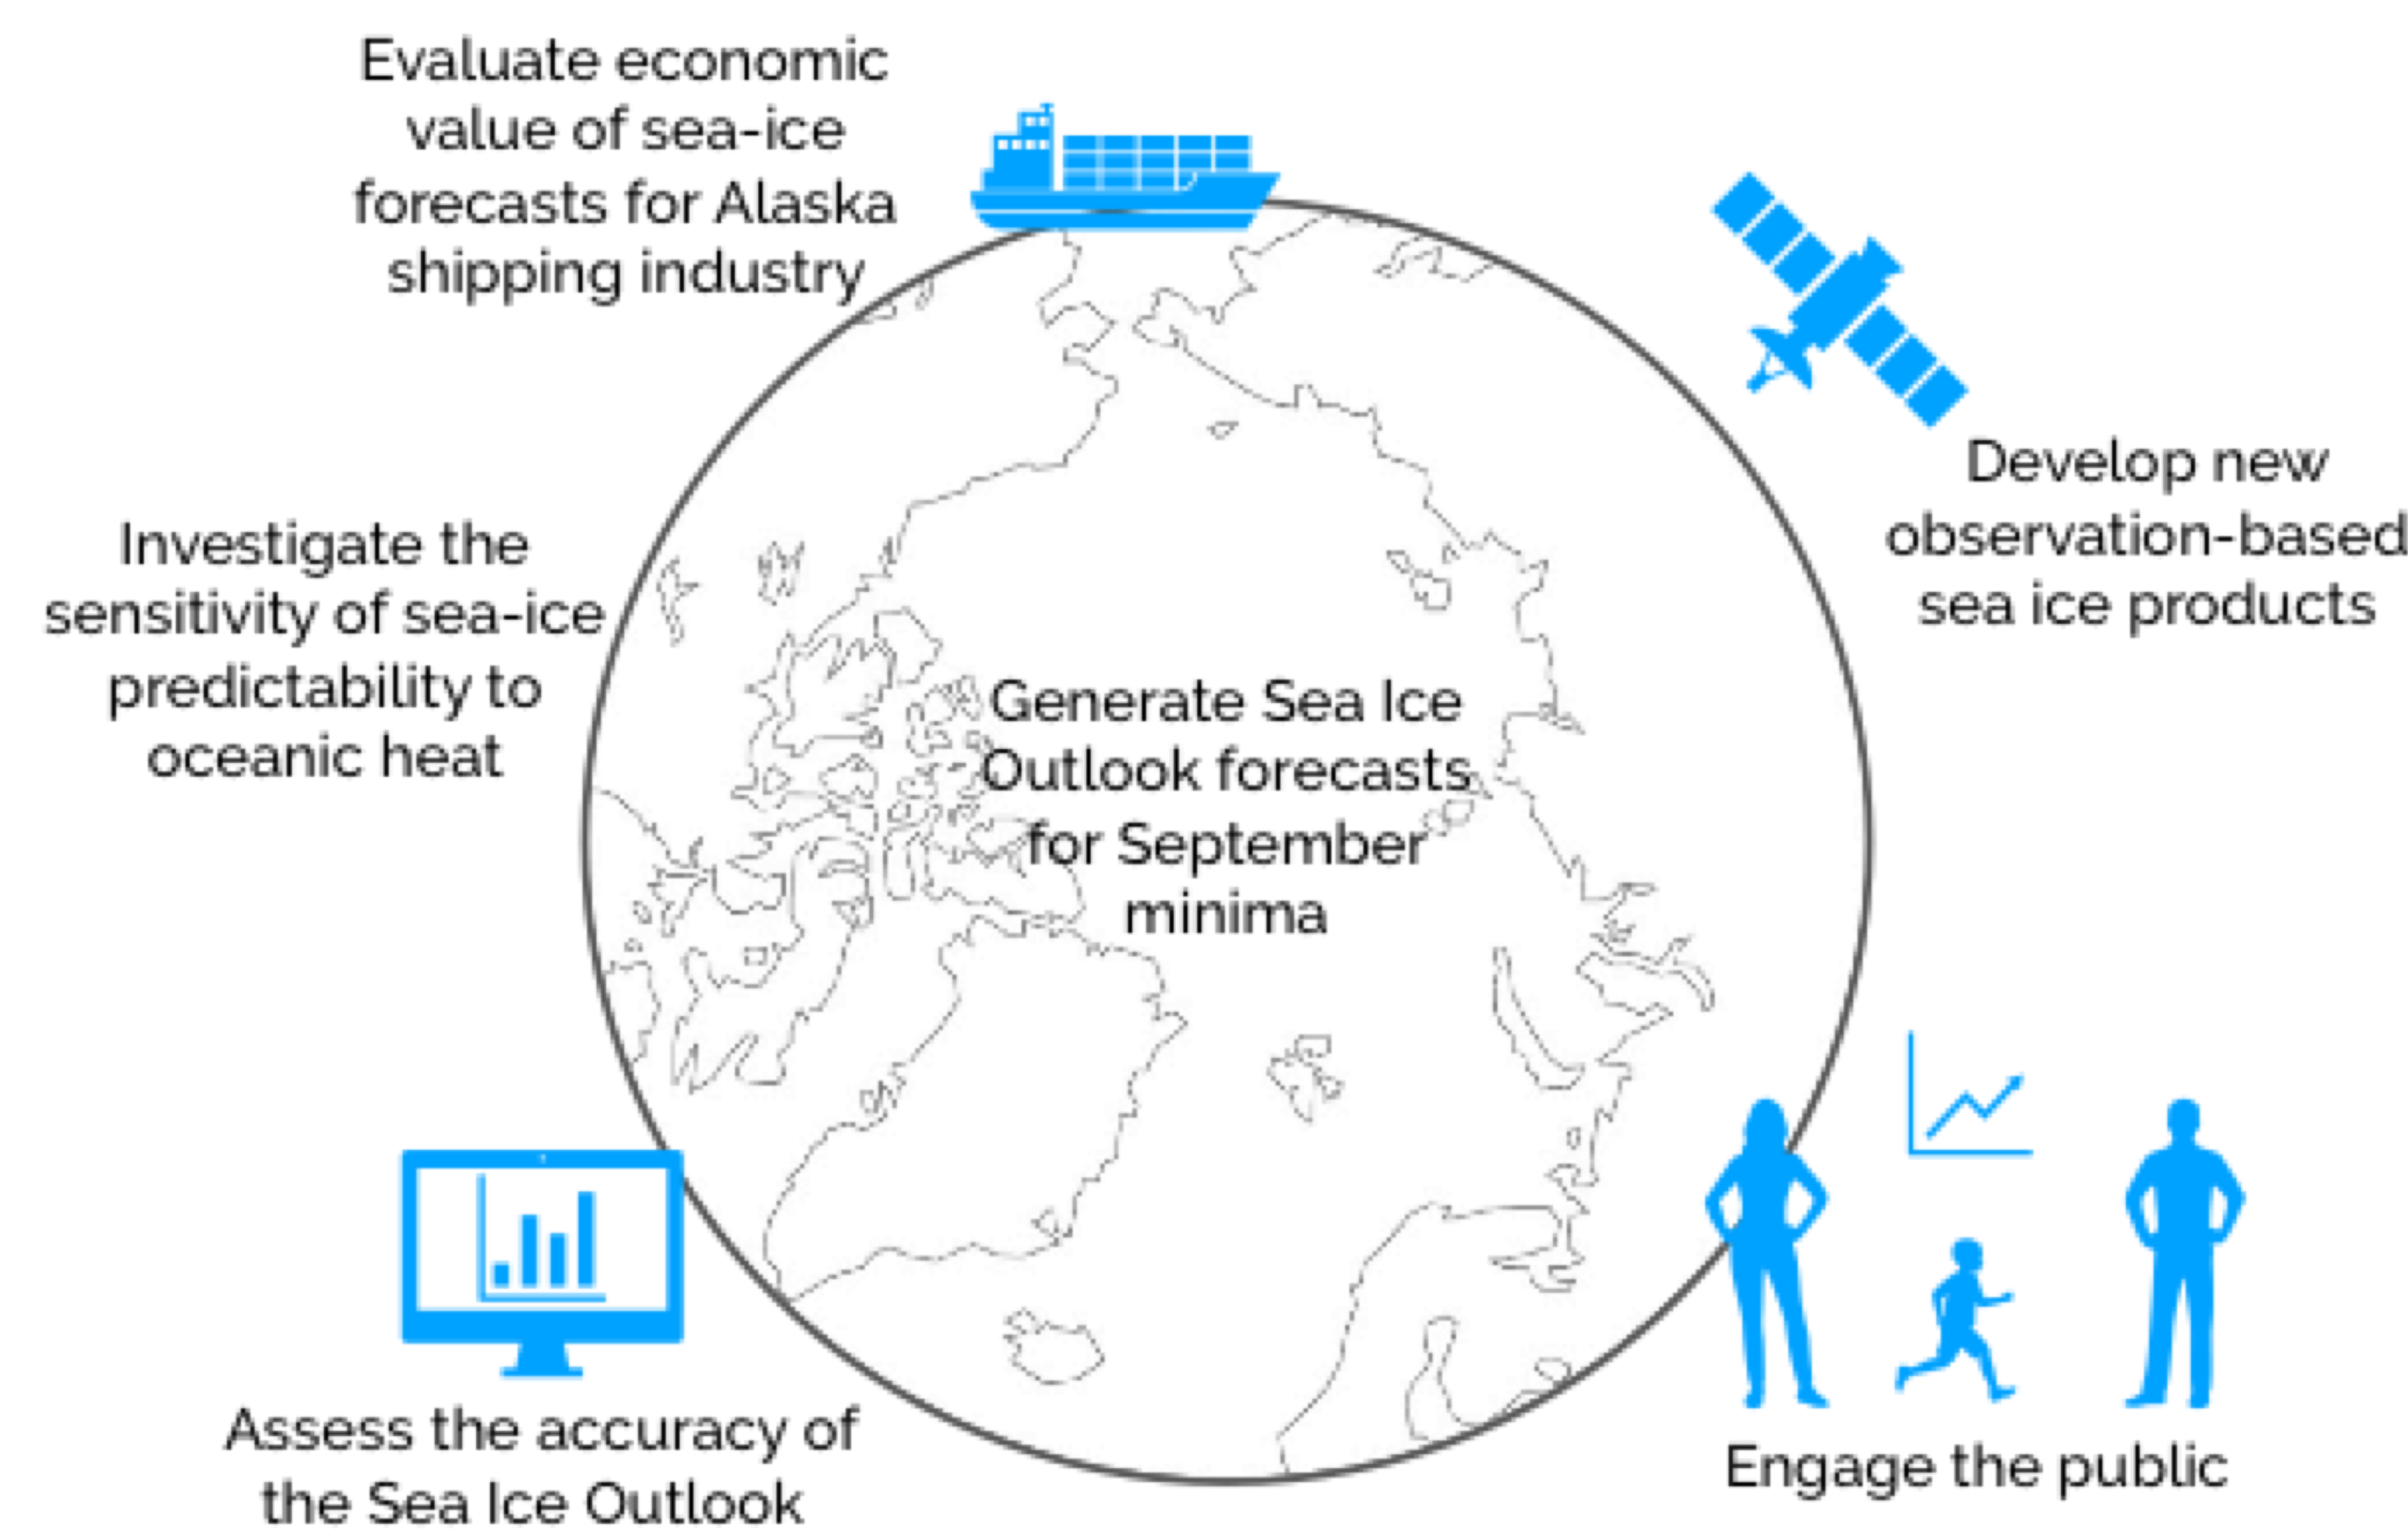 Evaluate economic
value of sea-ice
forecasts for Alaska
shipping industry
Develop new
observation-based
sea ice products
Investigate the
sensitivity of sea-ice
predictability to
oceanic heat
Generate Sea Ice
Outlook forecasts
for September
minima
Assess the accuracy of
the Sea Ice Outlook
Engage the public